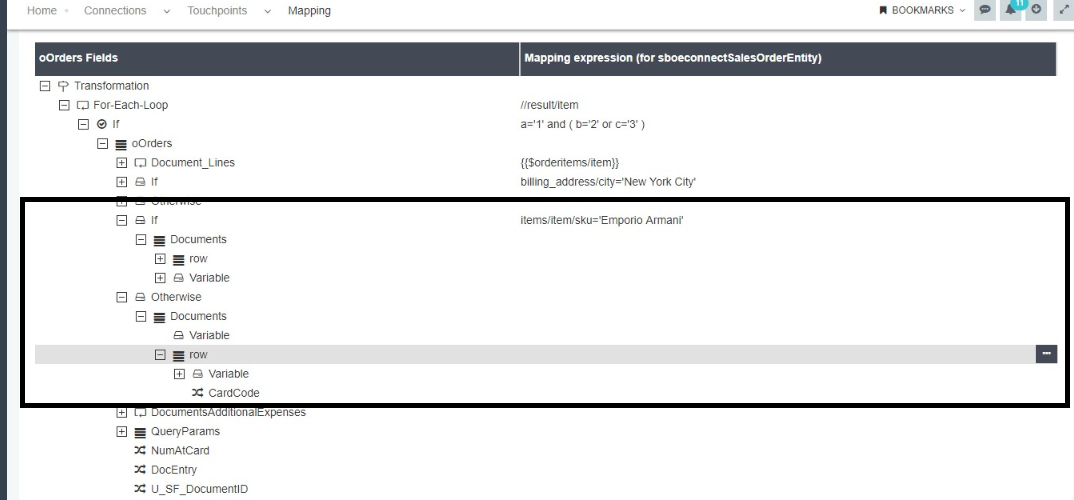 Home Connections Touchpoints Mapping BOOKMARKS 11
oOrders Fields Mapping expression (for sboeconnectSalesOrderEntity)
Transformation
For-Each-Loop //result/item
If a='1' and ( b='2' or c='3' )
oOrders
Document_Lines {{$orderitems/item}}
If billing_address/city='New York City'
Otherwise
If items/item/sku='Emporio Armani'
Documents
row
Variable
Otherwise
Documents
Variable
row
Variable
CardCode
DocumentsAdditionalExpenses
QueryParams
NumAtCard
DocEntry
U_SF_DocumentID